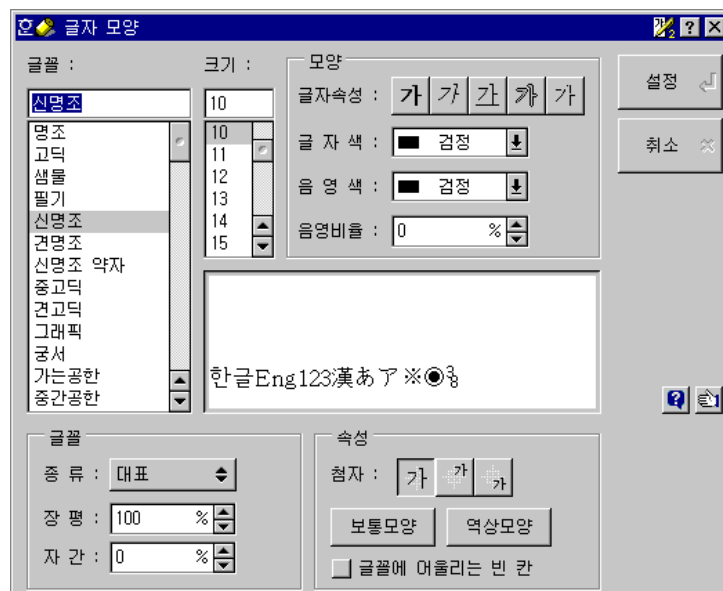 글자 모양
글꼴 :
신명조
명조
고딕
샘물
필기
신명조
견명조
신명조 약자
중고딕
견고딕
그래픽
궁서
가는공한
중간공한
크기 :
10
10
11
12
13
14
15
모양
글자속성 : 가 가 가 가 가
글 자 색 : 검정
음 영 색 : 검정
음영비율 : 0 %
설정
취소
한글Eng123漢あア※◉
글꼴
종 류 : 대표
장 평 : 100 %
자 간 : 0 %
속성
첨자 : 가 가 가
보통모양 역상모양
글꼴에 어울리는 빈 칸